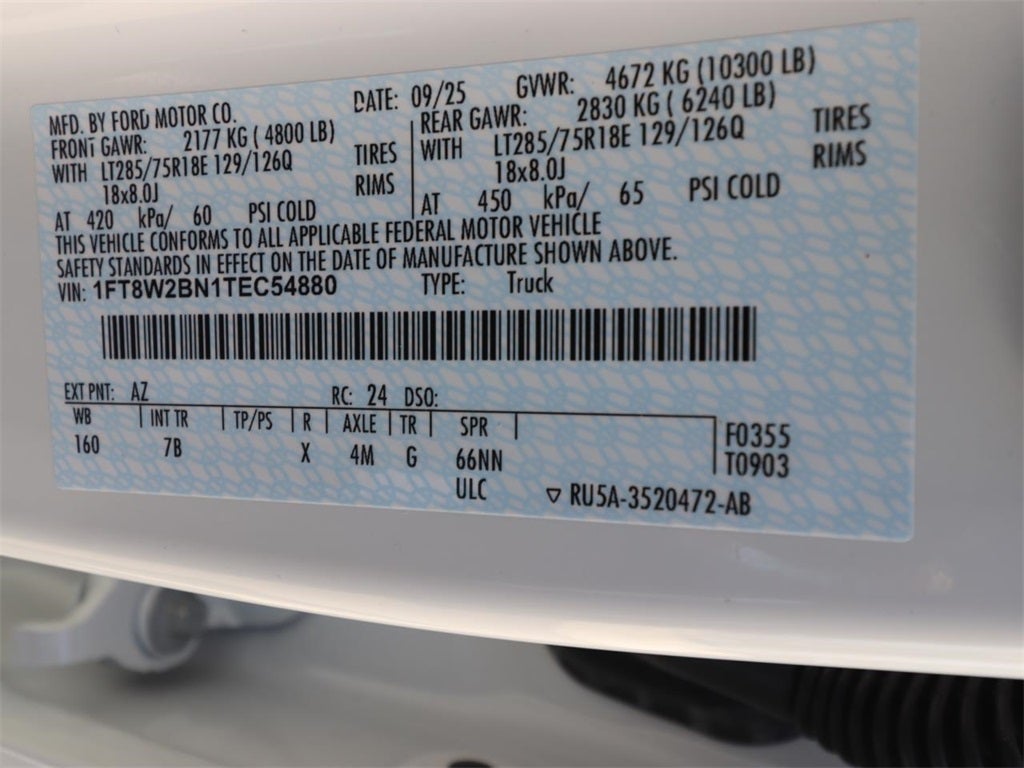 MFD. BY FORD MOTOR CO.
DATE: 09/25 GVWR: 4672 KG (10300 LB)
FRONT GAWR: 2177 KG ( 4800 LB)
WITH LT285/75R18E 129/126Q TIRES
18x8.0J RIMS
AT 420 kPa/ 60 PSI COLD
REAR GAWR: 2830 KG ( 6240 LB)
WITH LT285/75R18E 129/126Q TIRES
18x8.0J RIMS
AT 450 kPa/ 65 PSI COLD
THIS VEHICLE CONFORMS TO ALL APPLICABLE FEDERAL MOTOR VEHICLE
SAFETY STANDARDS IN EFFECT ON THE DATE OF MANUFACTURE SHOWN ABOVE.
VIN: 1FT8W2BN1TEC54880 TYPE: Truck
EXT PNT: AZ RC: 24 DSO:
WB INT TR TP/PS R AXLE TR SPR
160 7B X 4M G 66NN
ULC
F0355
T0903
RU5A-3520472-AB